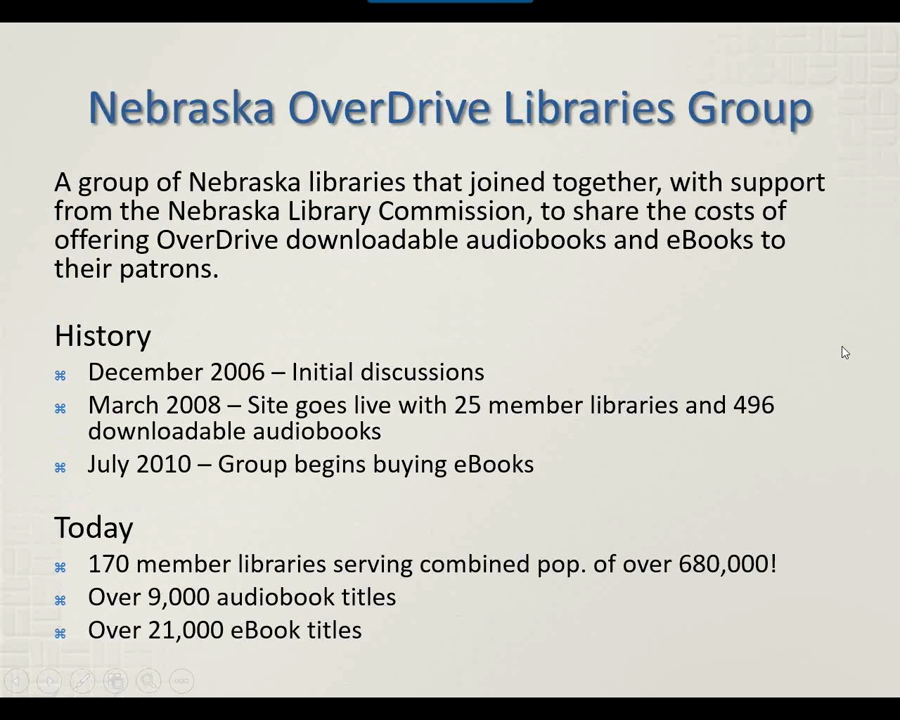 Nebraska OverDrive Libraries Group
A group of Nebraska libraries that joined together, with support
from the Nebraska Library Commission, to share the costs of
offering OverDrive downloadable audiobooks and eBooks to
their patrons.
History
⌘ December 2006 – Initial discussions
⌘ March 2008 – Site goes live with 25 member libraries and 496
downloadable audiobooks
⌘ July 2010 – Group begins buying eBooks
Today
⌘ 170 member libraries serving combined pop. of over 680,000!
⌘ Over 9,000 audiobook titles
⌘ Over 21,000 eBook titles